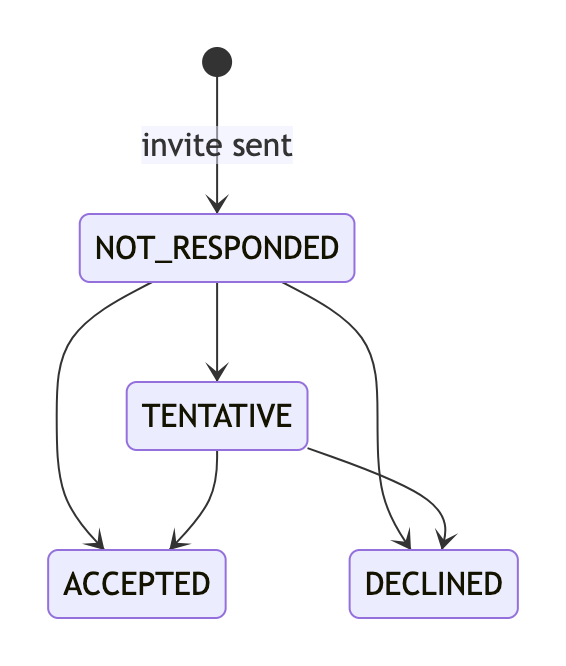 invite sent
NOT_RESPONDED
TENTATIVE
ACCEPTED
DECLINED